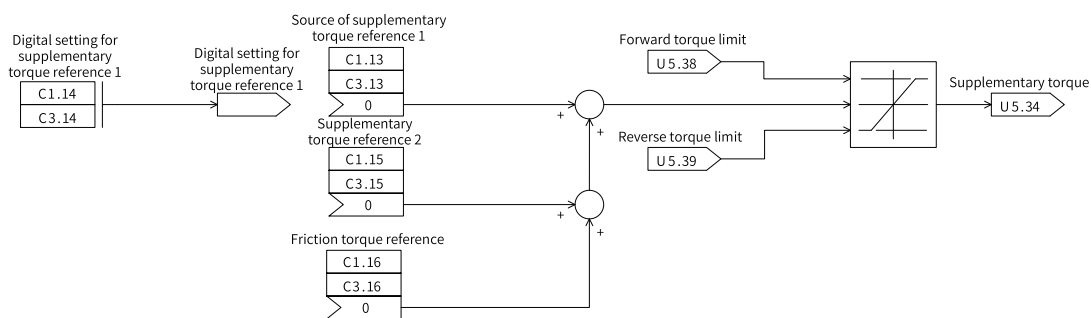 Digital setting for
supplementary
torque reference 1
C1.14
C3.14
Digital setting for
supplementary
torque reference 1
Source of supplementary
torque reference 1
C1.13
C3.13
0
+
+
Supplementary
torque reference 2
C1.15
C3.15
0
+
+
Friction torque reference
C1.16
C3.16
0
Forward torque limit
U5.38
Reverse torque limit
U5.39
Supplementary torque
U5.34